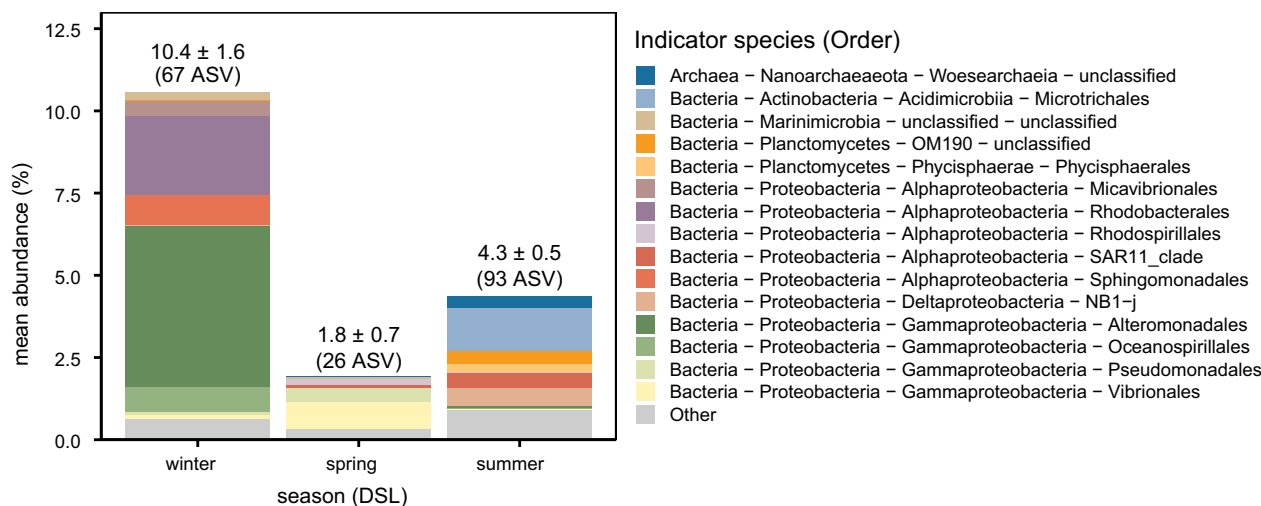 12.5
10.0
7.5
5.0
2.5
0.0
mean abundance (%)
10.4 ± 1.6
(67 ASV)
1.8 ± 0.7
(26 ASV)
4.3 ± 0.5
(93 ASV)
winter
spring
summer
season (DSL)
Indicator species (Order)
Archaea − Nanoarchaeaeota − Woesearchaeia − unclassified
Bacteria − Actinobacteria − Acidimicrobiia − Microtrichales
Bacteria − Marinimicrobia − unclassified − unclassified
Bacteria − Planctomycetes − OM190 − unclassified
Bacteria − Planctomycetes − Phycisphaerae − Phycisphaerales
Bacteria − Proteobacteria − Alphaproteobacteria − Micavibrionales
Bacteria − Proteobacteria − Alphaproteobacteria − Rhodobacterales
Bacteria − Proteobacteria − Alphaproteobacteria − Rhodospirillales
Bacteria − Proteobacteria − Alphaproteobacteria − SAR11_clade
Bacteria − Proteobacteria − Alphaproteobacteria − Sphingomonadales
Bacteria − Proteobacteria − Deltaproteobacteria − NB1−j
Bacteria − Proteobacteria − Gammaproteobacteria − Alteromonadales
Bacteria − Proteobacteria − Gammaproteobacteria − Oceanospirillales
Bacteria − Proteobacteria − Gammaproteobacteria − Pseudomonadales
Bacteria − Proteobacteria − Gammaproteobacteria − Vibrionales
Other